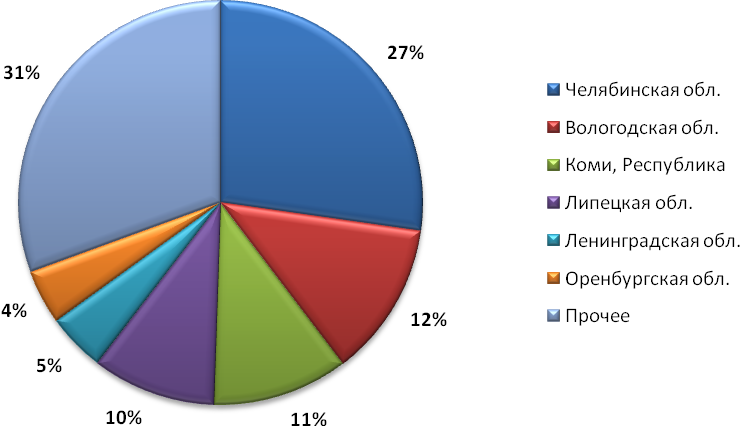 27%
31%
Челябинская обл.
Вологодская обл.
Коми, Республика
Липецкая обл.
Ленинградская обл.
Оренбургская обл.
Прочее
4%
12%
5%
10%
11%